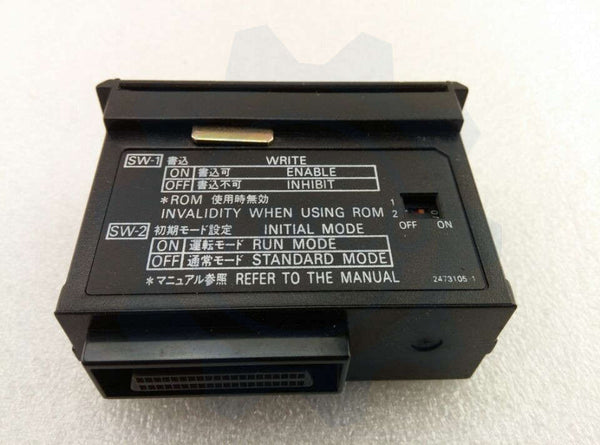 SW-1 書込 WRITE
ON 書込可 ENABLE
OFF 書込不可 INHIBIT
*ROM 使用時無効
INVALIDITY WHEN USING ROM
1
2
OFF ON
SW-2 初期モード設定 INITIAL MODE
ON 運転モード RUN MODE
OFF 通常モード STANDARD MODE
*マニュアル参照 REFER TO THE MANUAL
2473105-1